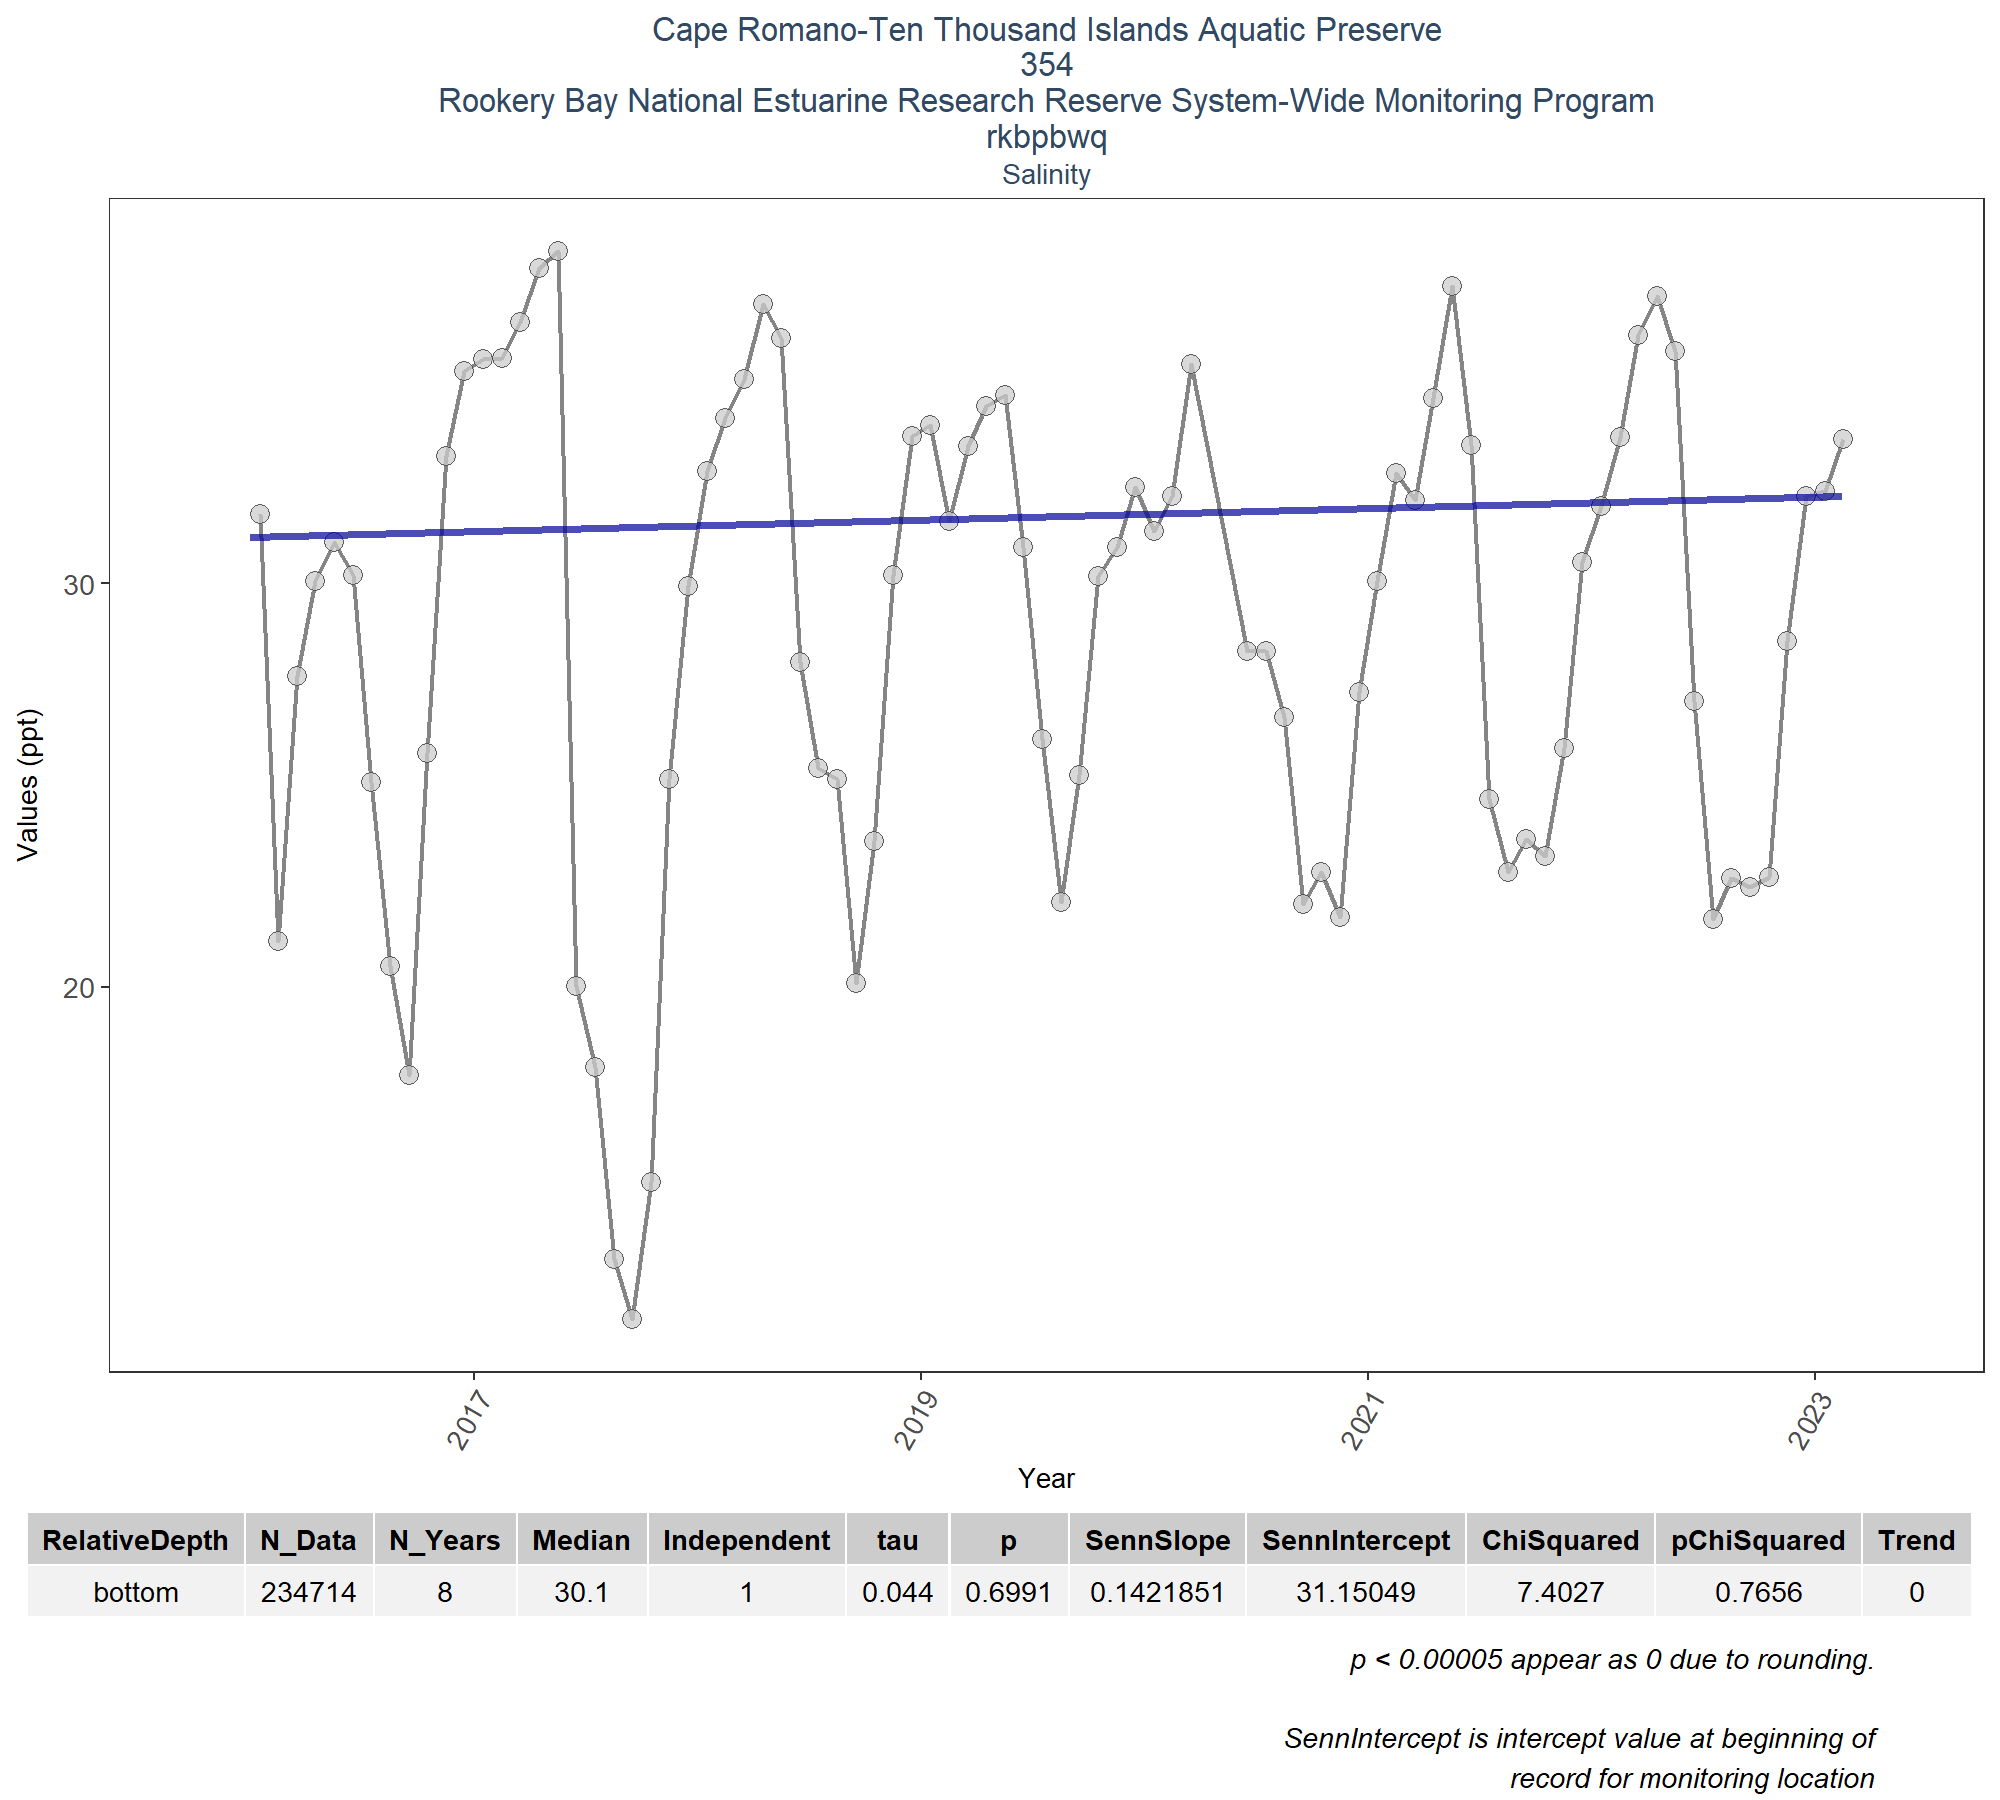 Cape Romano-Ten Thousand Islands Aquatic Preserve
354
Rookery Bay National Estuarine Research Reserve System-Wide Monitoring Program
rkbpbwq
Salinity
Values (ppt)
30
20
2017
2019
2021
2023
Year
RelativeDepth N_Data N_Years Median Independent tau p SennSlope SennIntercept ChiSquared pChiSquared Trend
bottom 234714 8 30.1 1 0.044 0.6991 0.1421851 31.15049 7.4027 0.7656 0
p < 0.00005 appear as 0 due to rounding.
SennIntercept is intercept value at beginning of
record for monitoring location